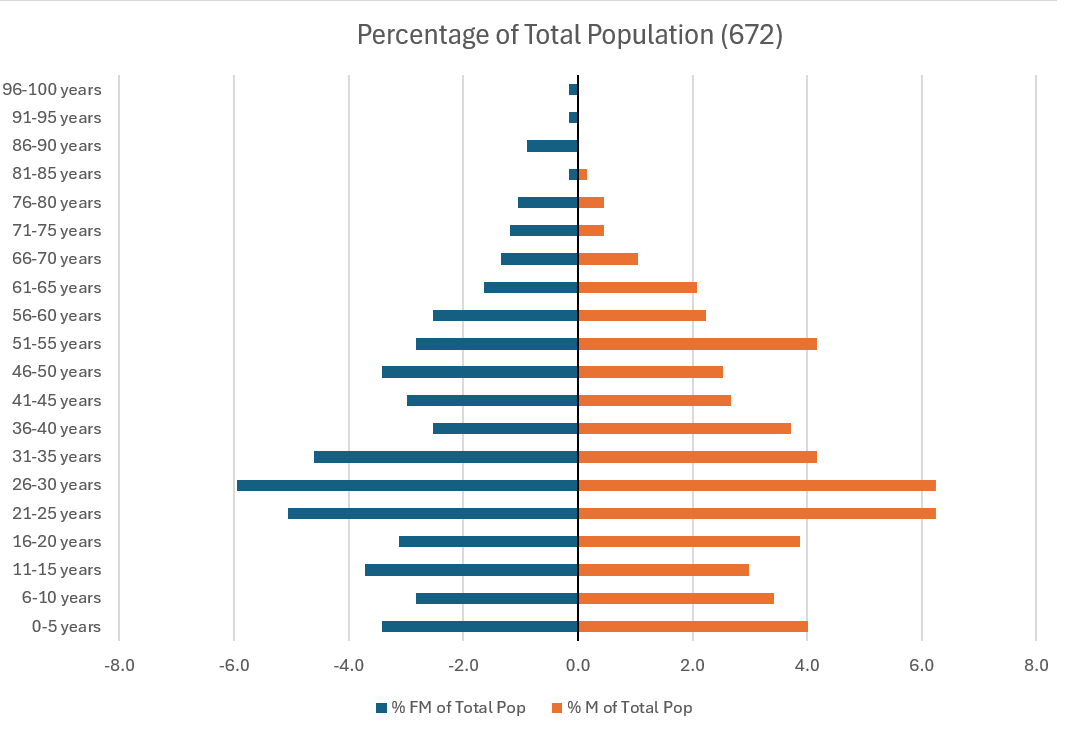 Percentage of Total Population (672)
96-100 years
91-95 years
86-90 years
81-85 years
76-80 years
71-75 years
66-70 years
61-65 years
56-60 years
51-55 years
46-50 years
41-45 years
36-40 years
31-35 years
26-30 years
21-25 years
16-20 years
11-15 years
6-10 years
0-5 years
-8.0 -6.0 -4.0 -2.0 0.0 2.0 4.0 6.0 8.0
% FM of Total Pop % M of Total Pop